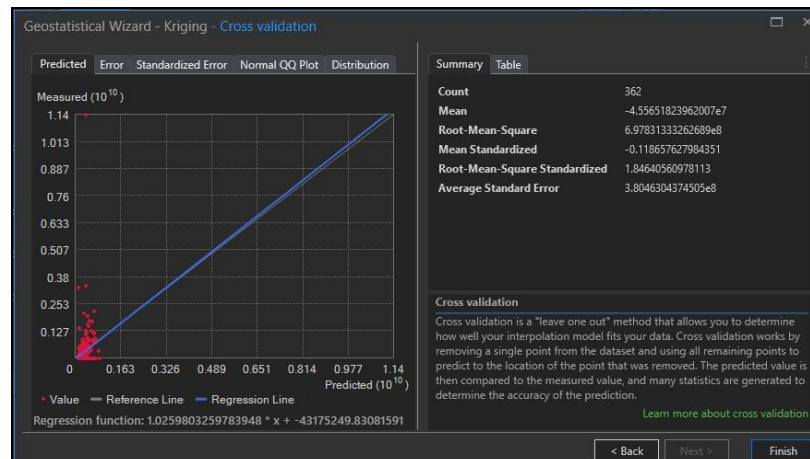 Geostatistical Wizard - Kriging - Cross validation
Predicted Error Standardized Error Normal QQ Plot Distribution
Measured (10^10)
1.14
1.013
0.887
0.76
0.633
0.507
0.38
0.253
0.127
0 0.163 0.326 0.489 0.651 0.814 0.977 1.14
Predicted (10^10)
Value Reference Line Regression Line
Regression function: 1.0259803259783948 * x + -43175249.83081591
Summary Table
Count 362
Mean -4.55651823962007e7
Root-Mean-Square 6.97831333262689e8
Mean Standardized -0.118657627984351
Root-Mean-Square Standardized 1.84640560978113
Average Standard Error 3.8046304374505e8
Cross validation
Cross validation is a "leave one out" method that allows you to determine
how well your interpolation model fits your data. Cross validation works by
removing a single point from the dataset and using all remaining points to
predict to the location of the point that was removed. The predicted value is
then compared to the measured value, and many statistics are generated to
determine the accuracy of the prediction.
Learn more about cross validation
< Back Next > Finish